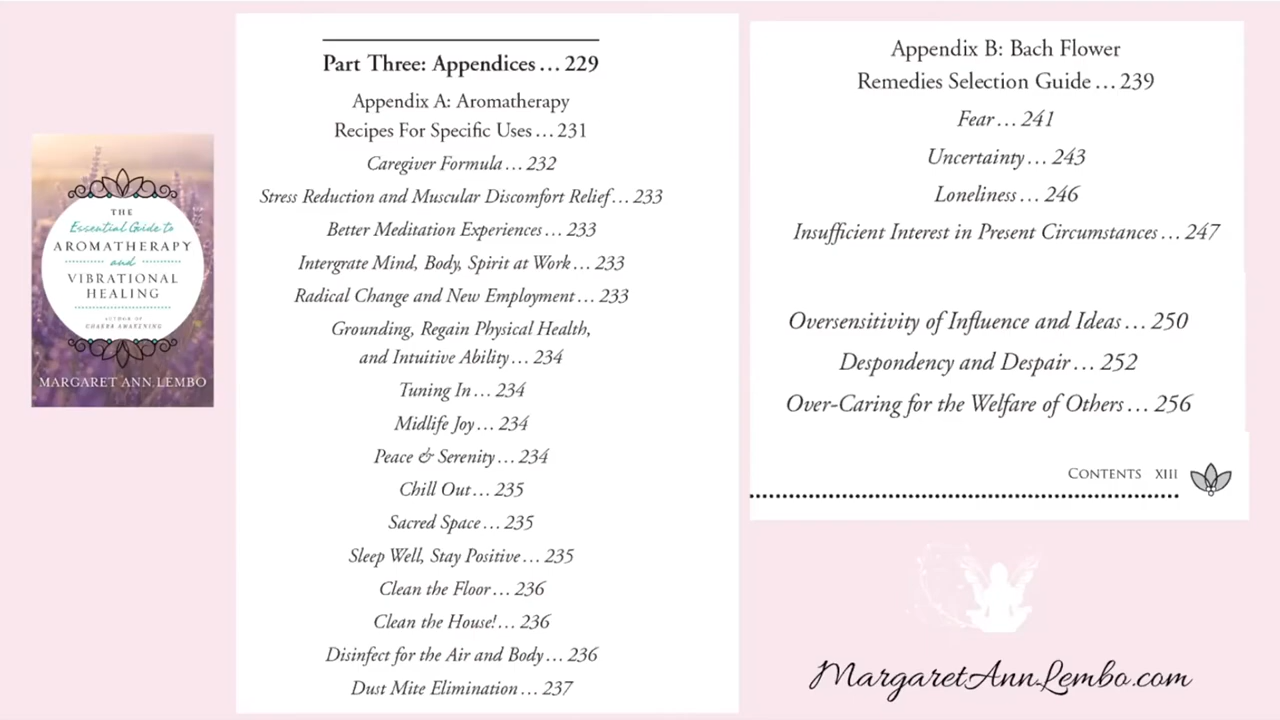 THE
Essential Guide to
AROMATHERAPY
and
VIBRATIONAL
HEALING
AUTHOR OF
CHAKRA AWAKENING
MARGARET ANN LEMBO
Part Three: Appendices … 229
Appendix A: Aromatherapy
Recipes For Specific Uses … 231
Caregiver Formula … 232
Stress Reduction and Muscular Discomfort Relief … 233
Better Meditation Experiences … 233
Intergrate Mind, Body, Spirit at Work … 233
Radical Change and New Employment … 233
Grounding, Regain Physical Health,
and Intuitive Ability … 234
Tuning In … 234
Midlife Joy … 234
Peace & Serenity … 234
Chill Out … 235
Sacred Space … 235
Sleep Well, Stay Positive … 235
Clean the Floor … 236
Clean the House! … 236
Disinfect for the Air and Body … 236
Dust Mite Elimination … 237
Appendix B: Bach Flower
Remedies Selection Guide … 239
Fear … 241
Uncertainty … 243
Loneliness … 246
Insufficient Interest in Present Circumstances … 247
Oversensitivity of Influence and Ideas … 250
Despondency and Despair … 252
Over-Caring for the Welfare of Others … 256
CONTENTS XIII
MargaretAnnLembo.com